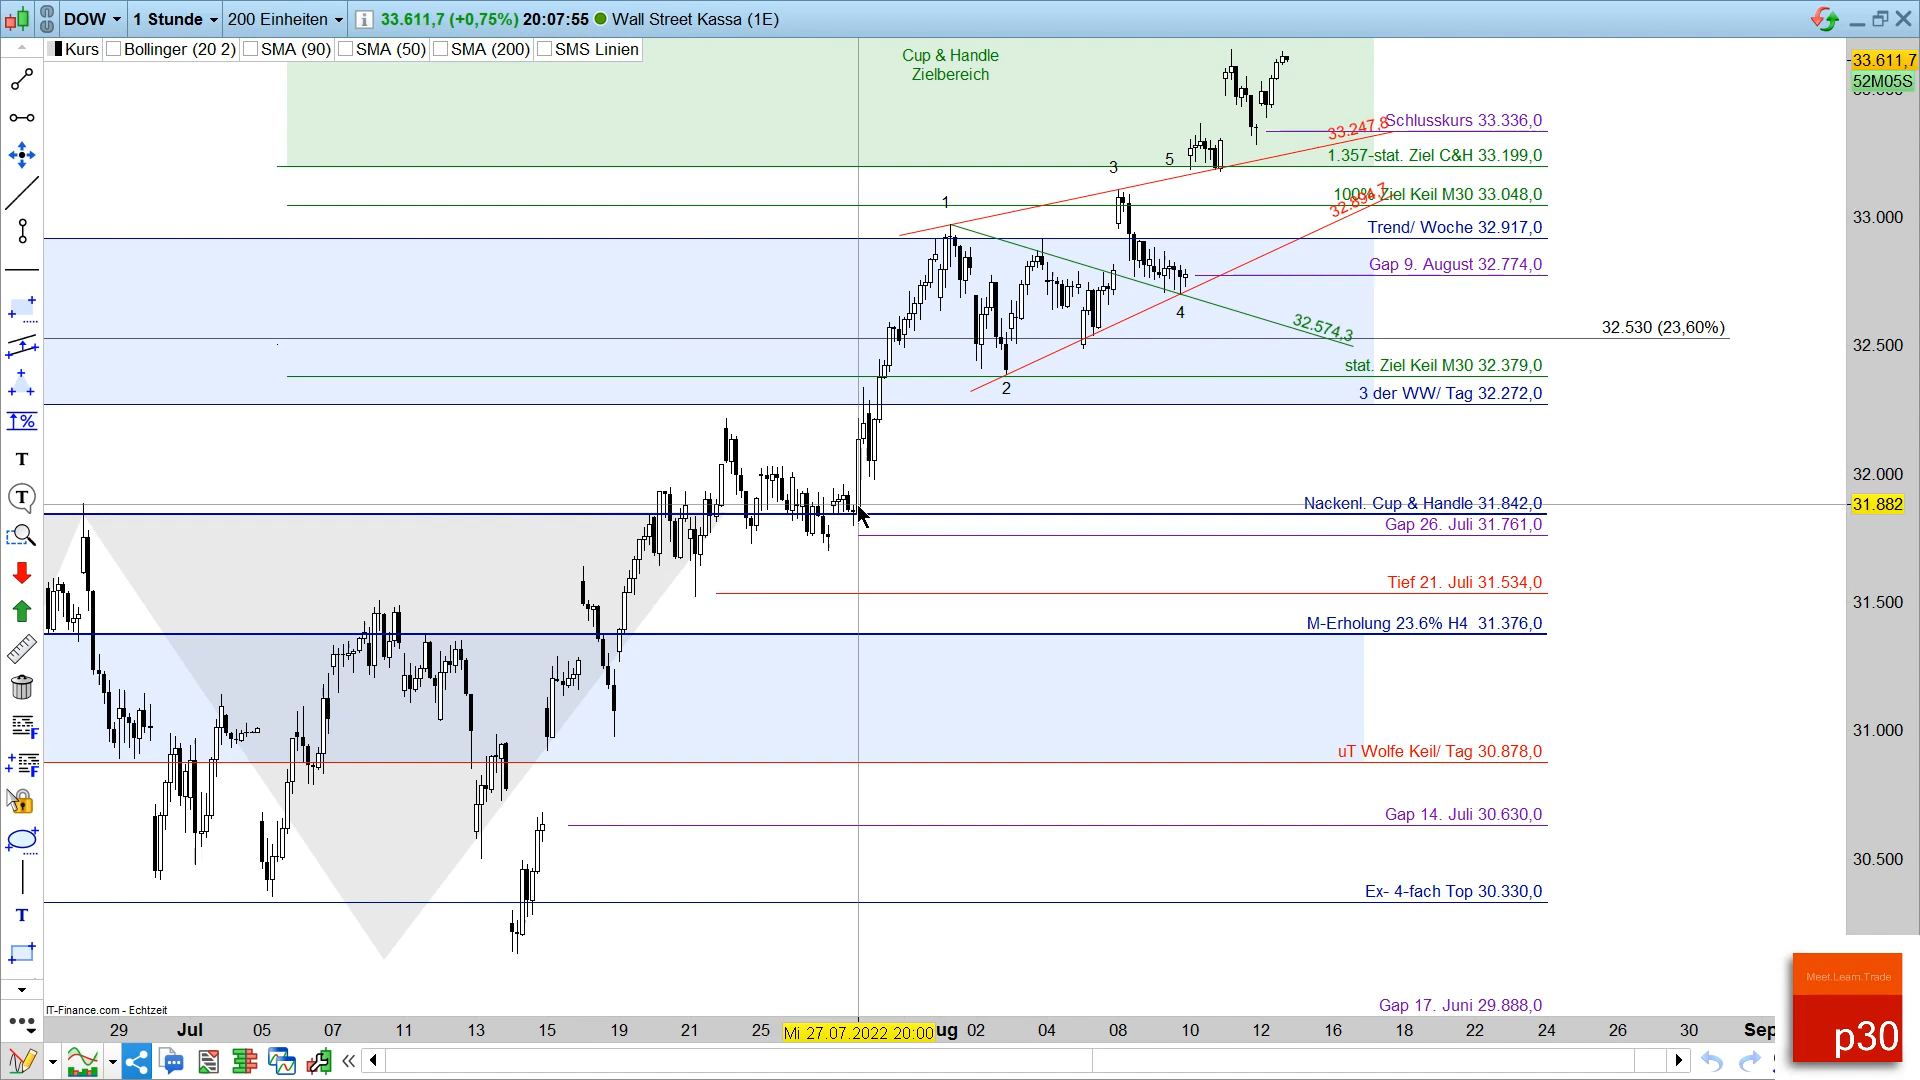 DOW
1 Stunde
200 Einheiten
33.611,7 (+0,75%) 20:07:55
Wall Street Kassa (1E)
Kurs
Bollinger (20 2)
SMA (90)
SMA (50)
SMA (200)
SMS Linien
Cup & Handle
Zielbereich
33.611,7
52M05S
Schlusskurs 33.336,0
33.247,8
1.357-stat. Ziel C&H 33.199,0
100% Ziel Keil M30 33.048,0
Trend/ Woche 32.917,0
33.000
Gap 9. August 32.774,0
1
2
3
4
5
32.574,3
32.530 (23,60%)
32.500
stat. Ziel Keil M30 32.379,0
3 der WW/ Tag 32.272,0
32.000
Nackenl. Cup & Handle 31.842,0
31.882
Gap 26. Juli 31.761,0
Tief 21. Juli 31.534,0
31.500
M-Erholung 23.6% H4 31.376,0
uT Wolfe Keil/ Tag 30.878,0
31.000
Gap 14. Juli 30.630,0
30.500
Ex- 4-fach Top 30.330,0
Gap 17. Juni 29.888,0
IT-Finance.com - Echtzeit
29 Jul 05 07 11 13 15 19 21 25 Mi 27.07.2022 20:00 ug 02 04 08 10 12 16 18 22 24 26 30 Sep
Meet.Learn.Trade
p30